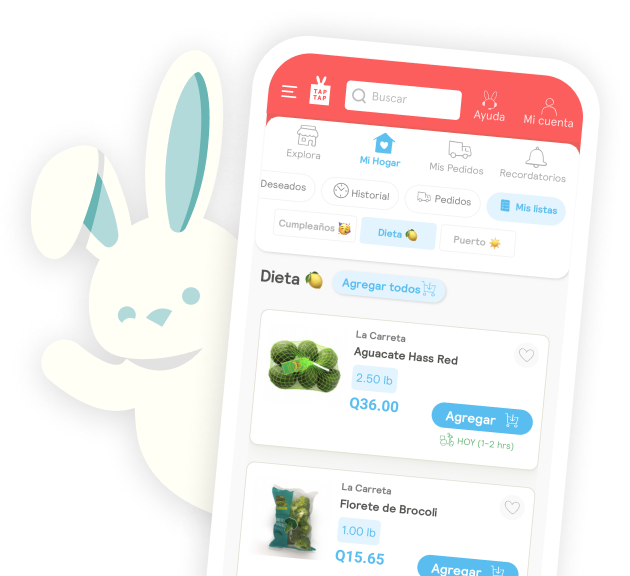 TAP
TAP
Buscar
Ayuda
Mi cuenta
Explora
Mi Hogar
Mis Pedidos
Recordatorios
Deseados
Historial
Pedidos
Mis listas
Cumpleaños 🥳
Dieta 🍋
Puerto ☀️
Dieta 🍋
Agregar todos
La Carreta
Aguacate Hass Red
2.50 lb
Q36.00
Agregar
HOY (1-2 hrs)
La Carreta
Florete de Brocoli
1.00 lb
Q15.65
Agregar